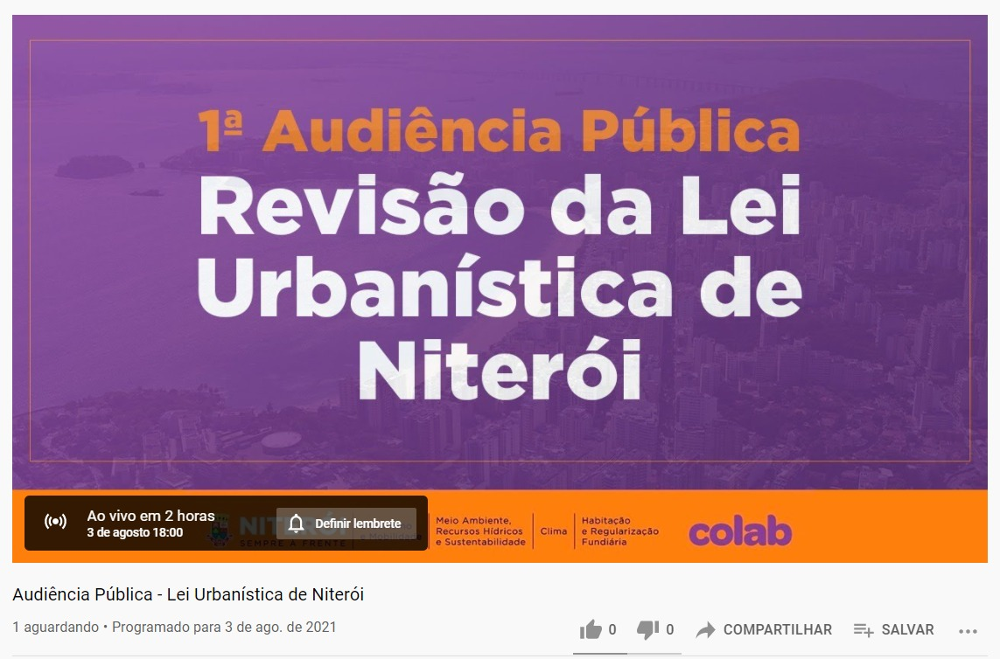 1ª Audiência Pública
Revisão da Lei
Urbanística de
Niterói
Ao vivo em 2 horas
3 de agosto 18:00
Definir lembrete
NITERÓI
SEMPRE À FRENTE
e Mobilidade
Meio Ambiente,
Recursos Hídricos
e Sustentabilidade
Clima
Habitação
e Regularização
Fundiária
colab
Audiência Pública - Lei Urbanística de Niterói
1 aguardando • Programado para 3 de ago. de 2021
0
0
COMPARTILHAR
SALVAR